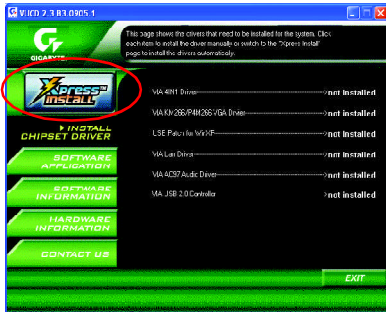 VUCD 2.3 B3.0905.1
GIGABYTE
This page shows the drivers that need to be installed for the system. Click
each item to install the driver manually or switch to the "Xpress Install"
page to install the drivers automatically.
Xpress™
INSTALL
INSTALL
CHIPSET DRIVER
SOFTWARE
APPLICATION
SOFTWARE
INFORMATION
HARDWARE
INFORMATION
CONTACT US
VIA 4IN1 Driver not installed
VIA KM266/P4M266 VGA Driver not installed
USB Patch for WinXP not installed
VIA Lan Driver not installed
VIA AC97 Audio Driver not installed
VIA USB 2.0 Controller not installed
EXIT